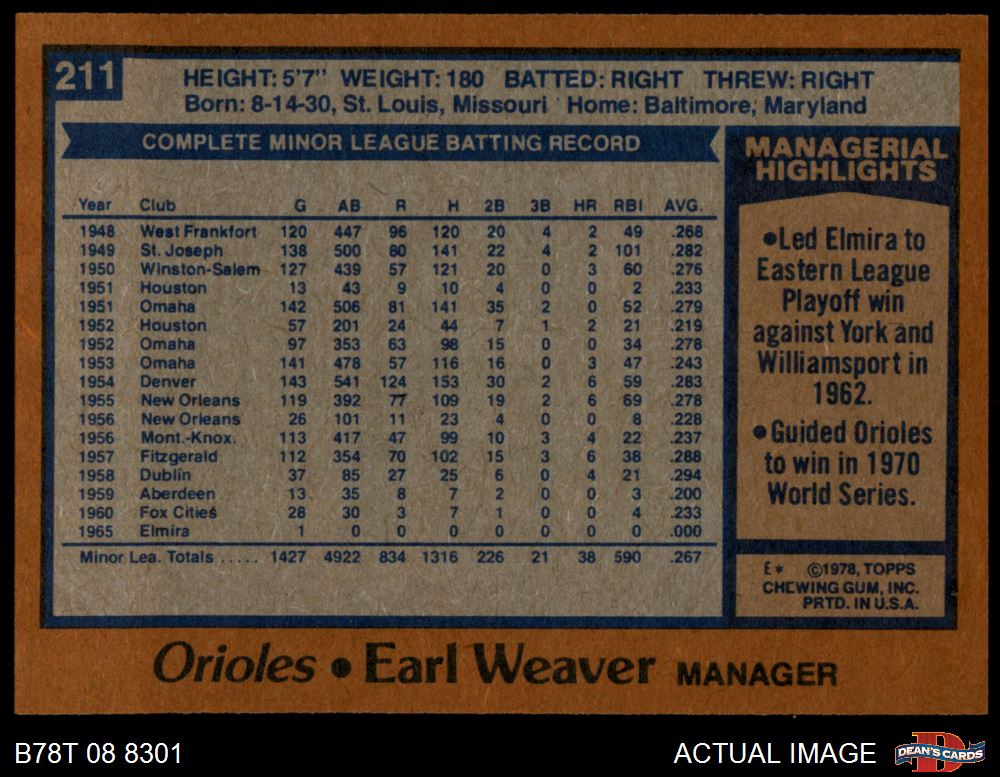 211
HEIGHT: 5'7" WEIGHT: 180 BATTED: RIGHT THREW: RIGHT
Born: 8-14-30, St. Louis, Missouri Home: Baltimore, Maryland
COMPLETE MINOR LEAGUE BATTING RECORD
Year Club G AB R H 2B 3B HR RBI AVG.
1948 West Frankfort 120 447 96 120 20 4 2 49 .268
1949 St. Joseph 138 500 80 141 22 4 2 101 .282
1950 Winston-Salem 127 439 57 121 20 0 3 60 .276
1951 Houston 13 43 9 10 4 0 0 2 .233
1951 Omaha 142 506 81 141 35 2 0 52 .279
1952 Houston 57 201 24 44 7 1 2 21 .219
1952 Omaha 97 353 63 98 15 0 0 34 .278
1953 Omaha 141 478 57 116 16 0 3 47 .243
1954 Denver 143 541 124 153 30 2 6 59 .283
1955 New Orleans 119 392 77 109 19 2 6 69 .278
1956 New Orleans 26 101 11 23 4 0 0 8 .228
1956 Mont.-Knox. 113 417 47 99 10 3 4 22 .237
1957 Fitzgerald 112 354 70 102 15 3 6 38 .288
1958 Dublin 37 85 27 25 6 0 4 21 .294
1959 Aberdeen 13 35 8 7 2 0 0 3 .200
1960 Fox Cities 28 30 3 7 1 0 0 4 .233
1965 Elmira 1 0 0 0 0 0 0 0 .000
Minor Lea. Totals ..... 1427 4922 834 1316 226 21 38 590 .267
MANAGERIAL
HIGHLIGHTS
•Led Elmira to
Eastern League
Playoff win
against York and
Williamsport in
1962.
•Guided Orioles
to win in 1970
World Series.
E* ©1978, TOPPS
CHEWING GUM, INC.
PRTD. IN U.S.A.
Orioles • Earl Weaver MANAGER
B78T 08 8301
ACTUAL IMAGE
D
DEAN'S CARDS